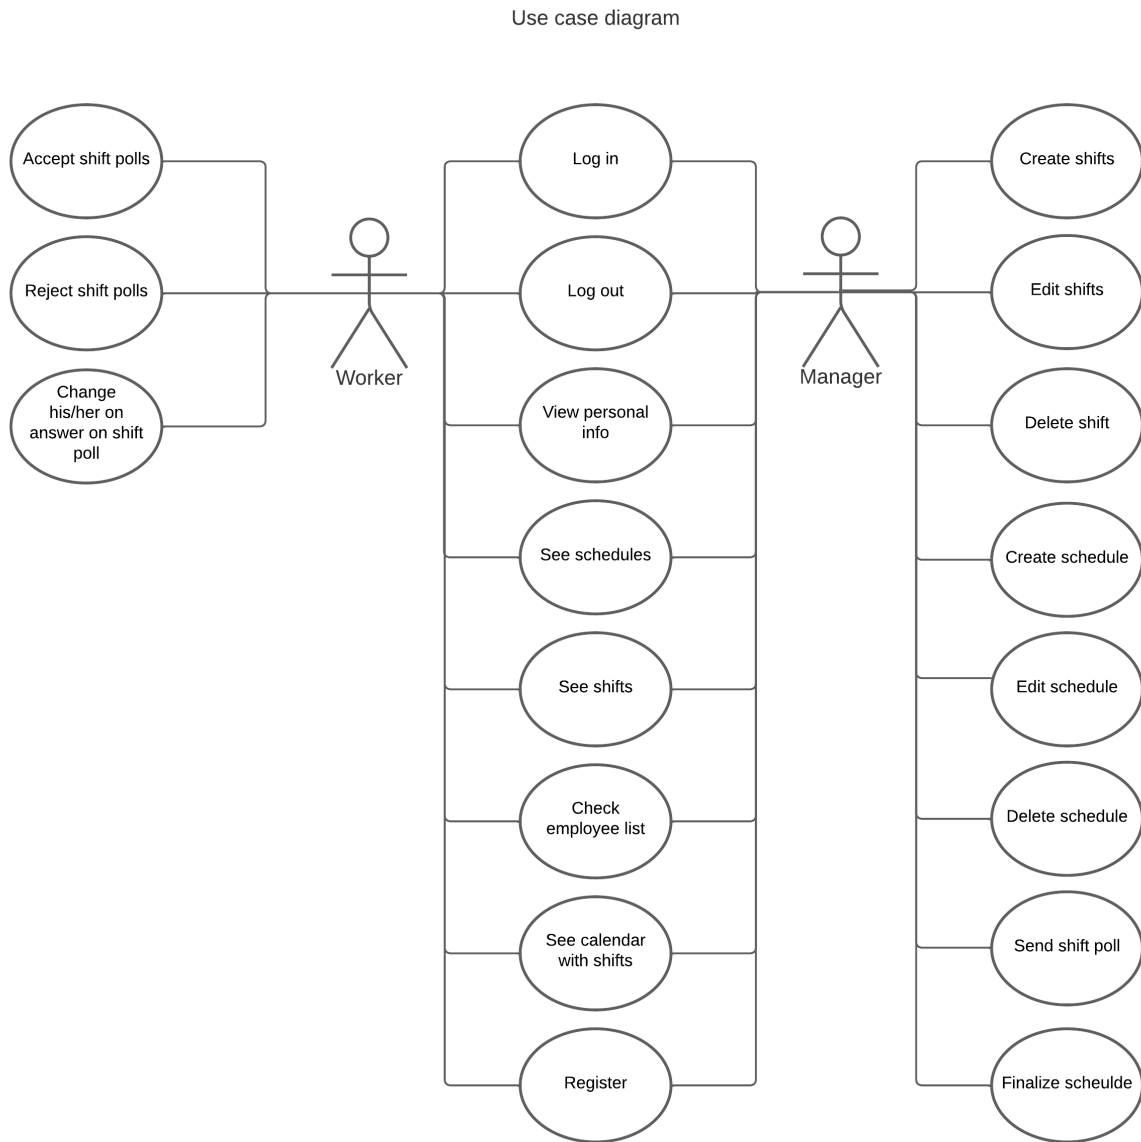 Use case diagram
Accept shift polls
Log in
Create shifts
Reject shift polls
Log out
Edit shifts
Worker
Manager
Change
his/her on
answer on shift
poll
View personal
info
Delete shift
See schedules
Create schedule
See shifts
Edit schedule
Check
employee list
Delete schedule
See calendar
with shifts
Send shift poll
Register
Finalize scheulde